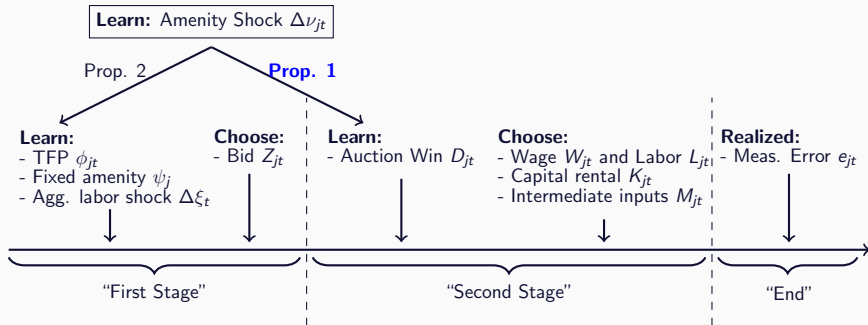 Learn: Amenity Shock Δν_jt
Prop. 2
Prop. 1
Learn:
- TFP ϕ_jt
- Fixed amenity ψ_j
- Agg. labor shock Δξ_t
Choose:
- Bid Z_jt
Learn:
- Auction Win D_jt
Choose:
- Wage W_jt and Labor L_jt
- Capital rental K_jt
- Intermediate inputs M_jt
Realized:
- Meas. Error e_jt
“First Stage”
“Second Stage”
“End”